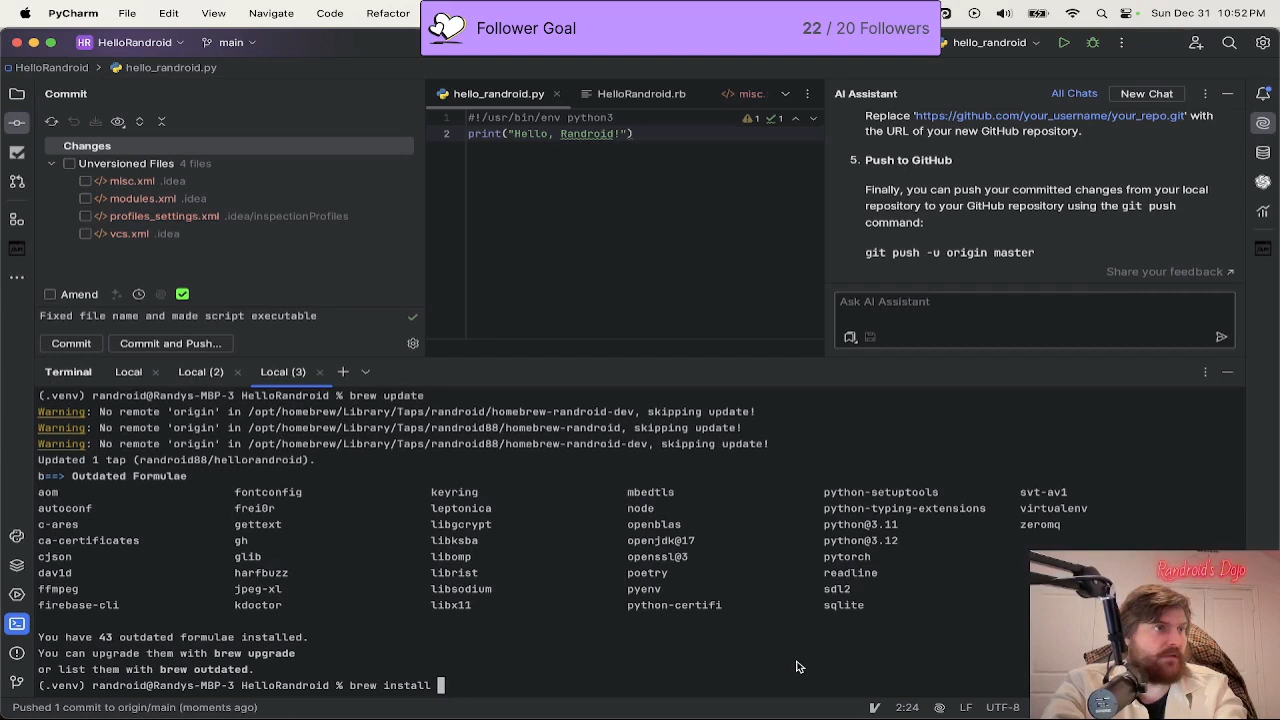 PyCharm File Edit View Navigate Code Refactor
Sun Dec 31 10:52 PM
Follower Goal 22 / 20 Followers
HR HelloRandroid main
hello_randroid.py
HelloRandroid hello_randroid.py
Commit
Changes
Unversioned Files 4 files
misc.xml .idea
modules.xml .idea
profiles_settings.xml .idea/inspectionProfiles
vcs.xml .idea
Amend
Fixed file name and made script executable
Commit Commit and Push...
hello_randroid.py HelloRandroid.rb misc.
1 #!/usr/bin/env python3
2 print("Hello, Randroid!")
1 1
AI Assistant All Chats New Chat
Replace 'https://github.com/your_username/your_repo.git' with
the URL of your new GitHub repository.
5. Push to GitHub
Finally, you can push your committed changes from your local
repository to your GitHub repository using the git push
command:
git push -u origin master
Share your feedback ↗
Ask AI Assistant
Terminal Local Local (2) Local (3)
(.venv) randroid@Randys-MBP-3 HelloRandroid % brew update
Warning: No remote 'origin' in /opt/homebrew/Library/Taps/randroid/homebrew-randroid-dev, skipping update!
Warning: No remote 'origin' in /opt/homebrew/Library/Taps/randroid88/homebrew-randroid, skipping update!
Warning: No remote 'origin' in /opt/homebrew/Library/Taps/randroid88/homebrew-randroid-dev, skipping update!
Updated 1 tap (randroid88/hellorandroid).
b==> Outdated Formulae
aom fontconfig keyring mbedtls python-setuptools svt-av1
autoconf frei0r leptonica node python-typing-extensions virtualenv
c-ares gettext libgcrypt openblas python@3.11 zeromq
ca-certificates gh libksba openjdk@17 python@3.12
cjson glib libomp openssl@3 pytorch
dav1d harfbuzz librist poetry readline
ffmpeg jpeg-xl libsodium pyenv sdl2
firebase-cli kdoctor libx11 python-certifi sqlite
You have 43 outdated formulae installed.
You can upgrade them with brew upgrade
or list them with brew outdated.
(.venv) randroid@Randys-MBP-3 HelloRandroid % brew install
Randroid's Dojo
Pushed 1 commit to origin/main (moments ago)
2:24 LF UTF-8